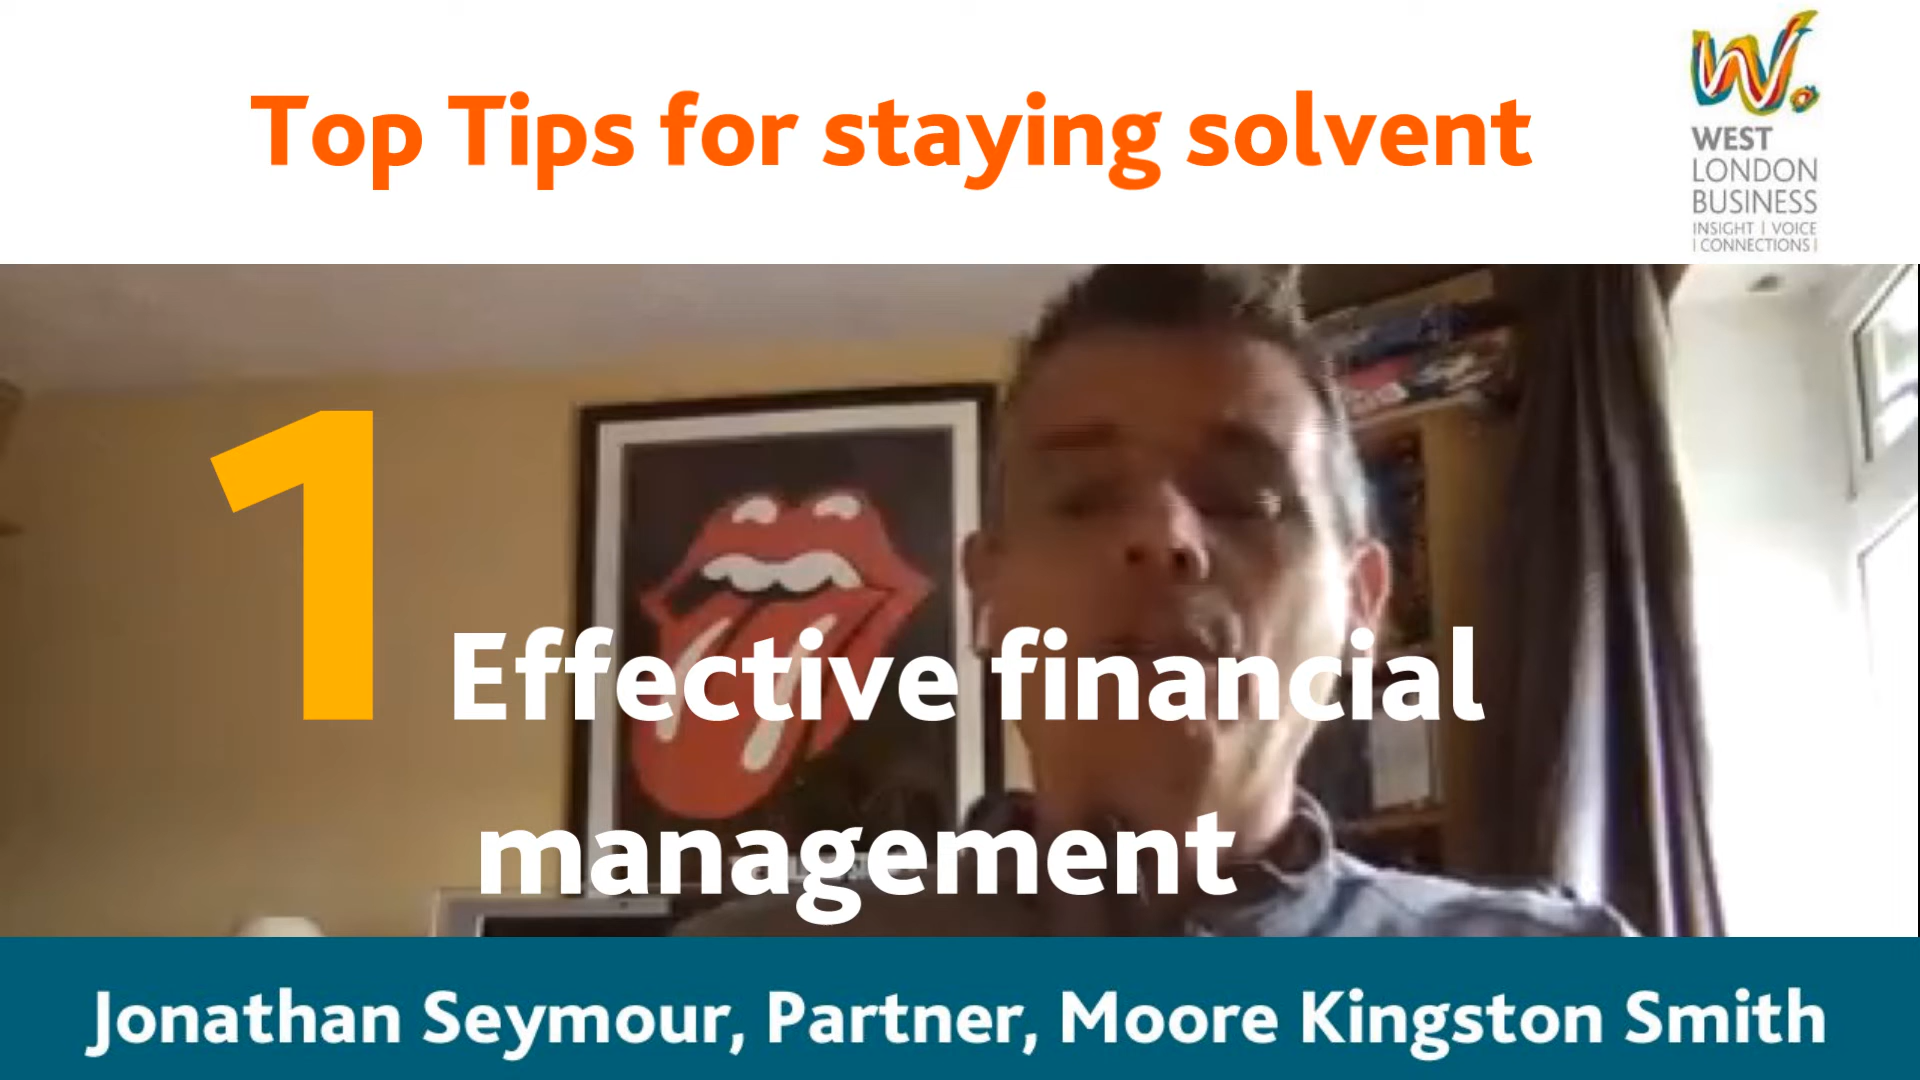 Top Tips for staying solvent
WEST
LONDON
BUSINESS
INSIGHT | VOICE
| CONNECTIONS |
1 Effective financial
management
Jonathan Seymour, Partner, Moore Kingston Smith